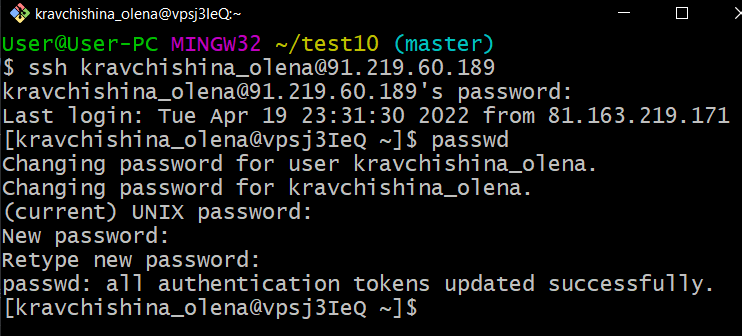 kravchishina_olena@vpsj3IeQ:~
User@User-PC MINGW32 ~/test10 (master)
$ ssh kravchishina_olena@91.219.60.189
kravchishina_olena@91.219.60.189's password:
Last login: Tue Apr 19 23:31:30 2022 from 81.163.219.171
[kravchishina_olena@vpsj3IeQ ~]$ passwd
Changing password for user kravchishina_olena.
Changing password for kravchishina_olena.
(current) UNIX password:
New password:
Retype new password:
passwd: all authentication tokens updated successfully.
[kravchishina_olena@vpsj3IeQ ~]$